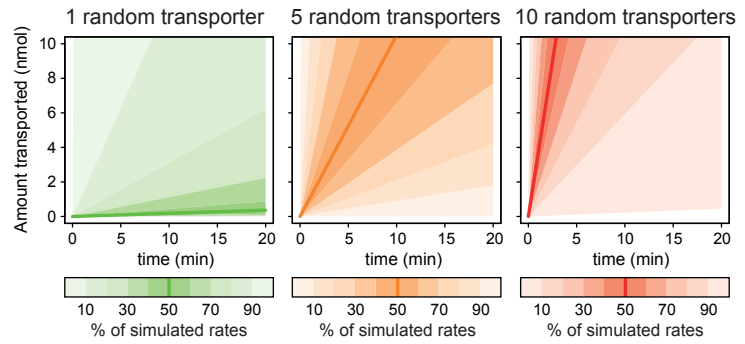 1 random transporter 5 random transporters 10 random transporters
Amount transported (nmol)
10
8
6
4
2
0
0 5 10 15 20 0 5 10 15 20 0 5 10 15 20
time (min) time (min) time (min)
10 30 50 70 90 10 30 50 70 90 10 30 50 70 90
% of simulated rates % of simulated rates % of simulated rates